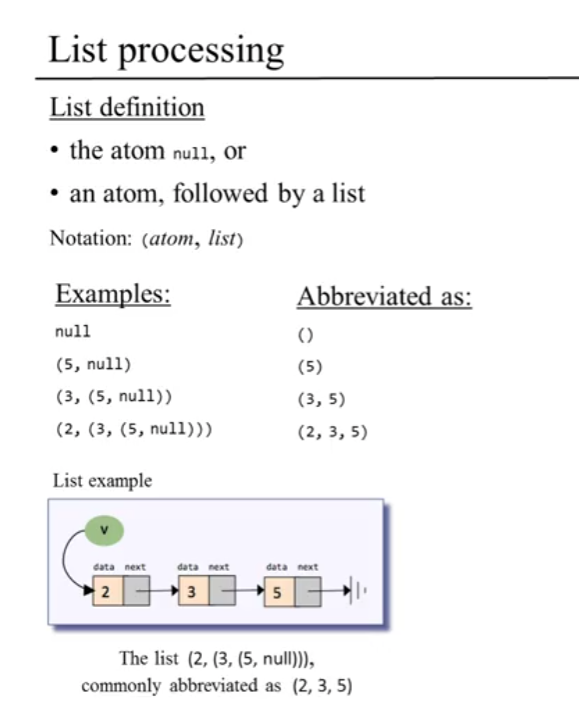 List processing
List definition
• the atom null, or
• an atom, followed by a list
Notation: (atom, list)
Examples: Abbreviated as:
null ()
(5, null) (5)
(3, (5, null)) (3, 5)
(2, (3, (5, null))) (2, 3, 5)
List example
v
data next data next data next
2 3 5
The list (2, (3, (5, null))),
commonly abbreviated as (2, 3, 5)